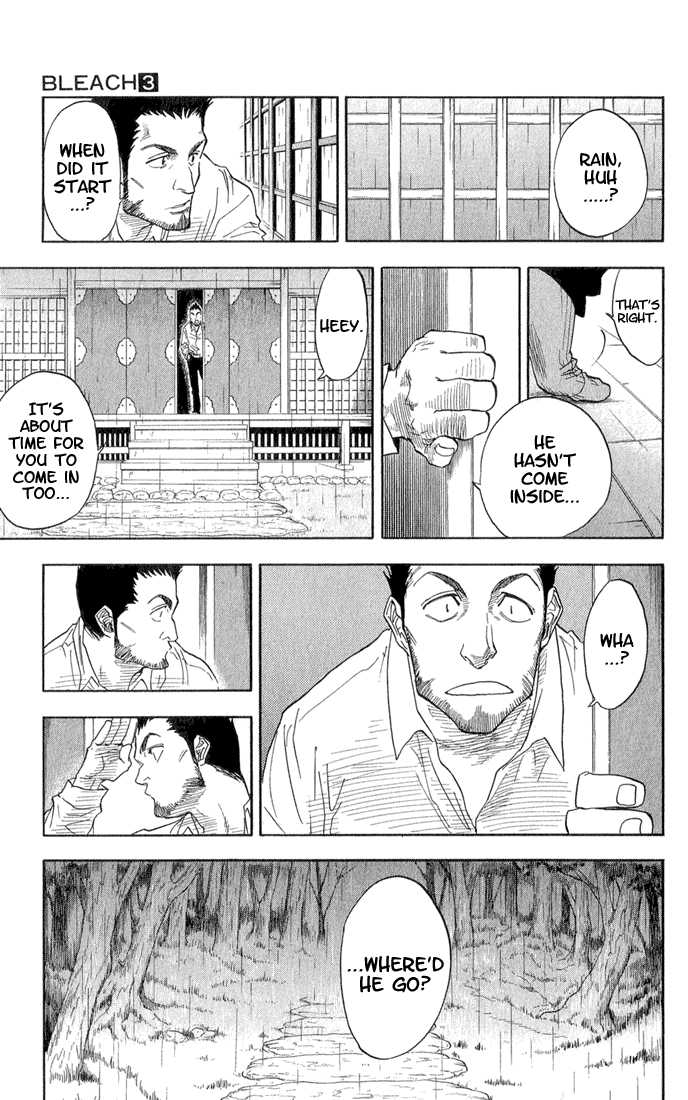 BLEACH 3
RAIN,
HUH
.....?
WHEN
DID IT
START
...?
THAT'S
RIGHT.
HE
HASN'T
COME
INSIDE...
HEEY.
IT'S
ABOUT
TIME FOR
YOU TO
COME IN
TOO...
WHA
...?
...WHERE'D
HE GO?